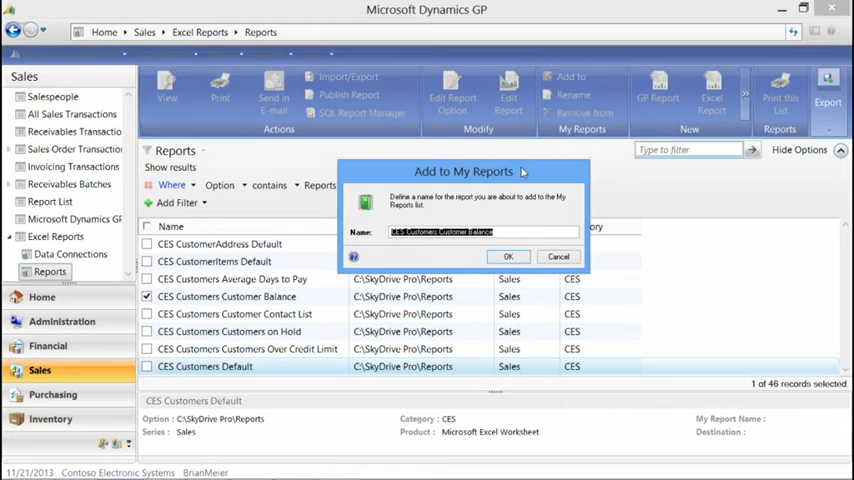 Microsoft Dynamics GP
Home Sales Excel Reports Reports
Sales
Salespeople
All Sales Transactions
Receivables Transactio
Sales Order Transaction
Invoicing Transactions
Receivables Batches
Report List
Microsoft Dynamics GP
Excel Reports
Data Connections
Reports
Home
Administration
Financial
Sales
Purchasing
Inventory
View
Print
Send in E-mail
Import/Export
Publish Report
SQL Report Manager
Actions
Edit Report Option
Edit Report
Modify
Add to
Rename
Remove from
My Reports
GP Report
Excel Report
New
Print this List
Reports
Export
Reports
Type to filter
Hide Options
Show results
Where Option contains Reports
Add Filter
Name
CES CustomerAddress Default
CES CustomerItems Default
CES Customers Average Days to Pay C:\SkyDrive Pro\Reports Sales CES
CES Customers Customer Balance C:\SkyDrive Pro\Reports Sales CES
CES Customers Customer Contact List C:\SkyDrive Pro\Reports Sales CES
CES Customers Customers on Hold C:\SkyDrive Pro\Reports Sales CES
CES Customers Customers Over Credit Limit C:\SkyDrive Pro\Reports Sales CES
CES Customers Default C:\SkyDrive Pro\Reports Sales CES
Add to My Reports
Define a name for the report you are about to add to the My
Reports list.
Name: CES Customers Customer Balance
OK Cancel
1 of 46 records selected.
CES Customers Default
Option : C:\SkyDrive Pro\Reports Category : CES My Report Name :
Series : Sales Product : Microsoft Excel Worksheet Destination :
11/21/2013 Contoso Electronic Systems BrianMeier